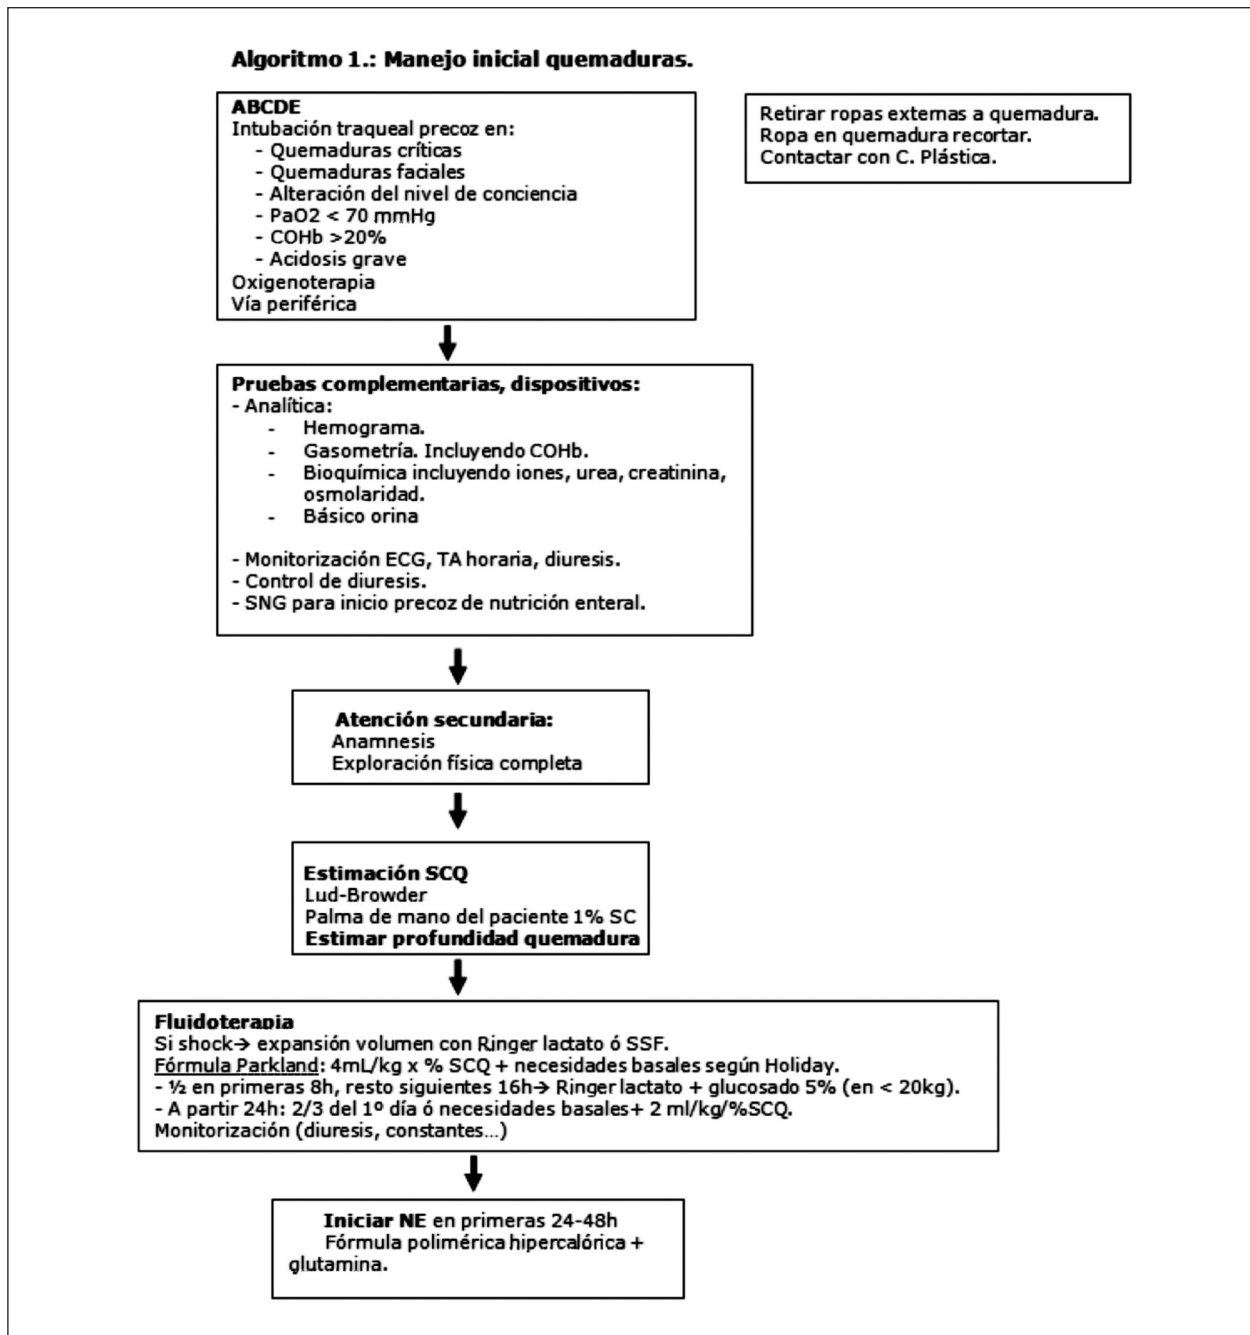 Algoritmo 1.: Manejo inicial quemaduras.
ABCDE
Intubación traqueal precoz en:
- Quemaduras críticas
- Quemaduras faciales
- Alteración del nivel de conciencia
- PaO2 < 70 mmHg
- COHb >20%
- Acidosis grave
Oxigenoterapia
Vía periférica
Retirar ropas externas a quemadura.
Ropa en quemadura recortar.
Contactar con C. Plástica.
Pruebas complementarias, dispositivos:
- Analítica:
- Hemograma.
- Gasometría. Incluyendo COHb.
- Bioquímica incluyendo iones, urea, creatinina,
osmolaridad.
- Básico orina
- Monitorización ECG, TA horaria, diuresis.
- Control de diuresis.
- SNG para inicio precoz de nutrición enteral.
Atención secundaria:
Anamnesis
Exploración física completa
Estimación SCQ
Lud-Browder
Palma de mano del paciente 1% SC
Estimar profundidad quemadura
Fluidoterapia
Si shock→ expansión volumen con Ringer lactato ó SSF.
Fórmula Parkland: 4mL/kg x % SCQ + necesidades basales según Holiday.
- ½ en primeras 8h, resto siguientes 16h→ Ringer lactato + glucosado 5% (en < 20kg).
- A partir 24h: 2/3 del 1º día ó necesidades basales+ 2 ml/kg/%SCQ.
Monitorización (diuresis, constantes...)
Iniciar NE en primeras 24-48h
Fórmula polimérica hipercalórica +
glutamina.